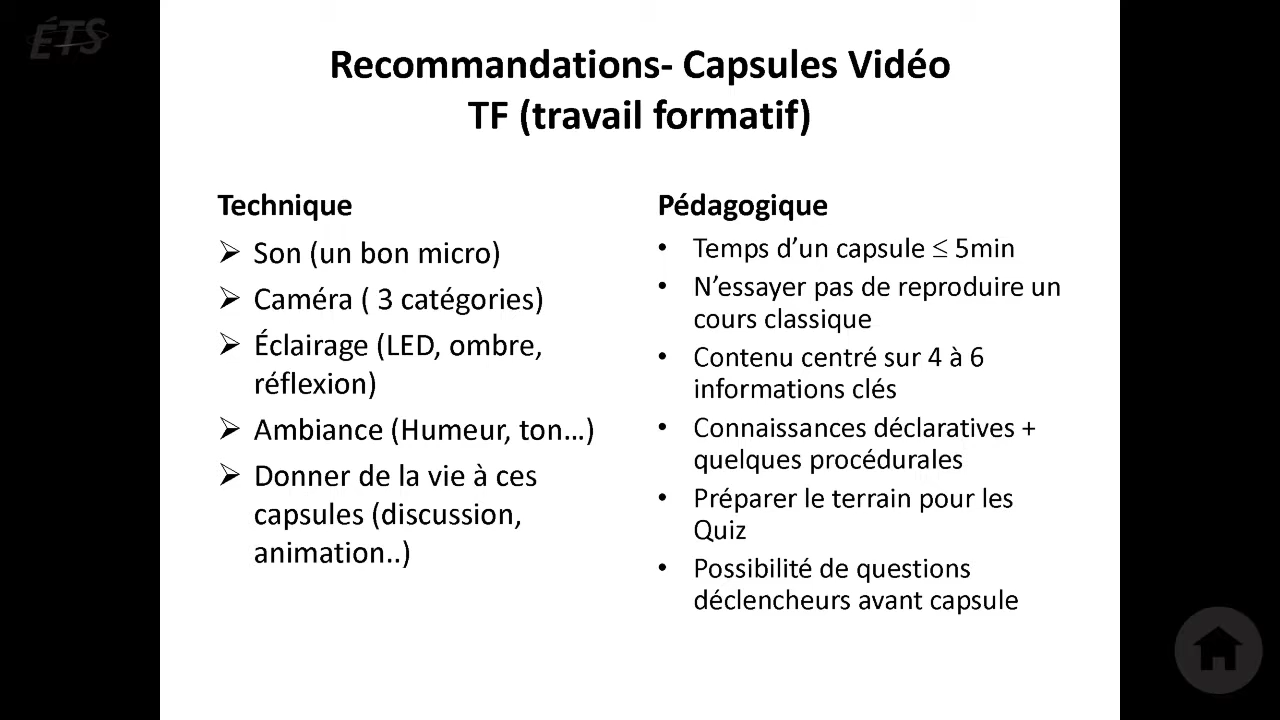 ÉTS
Recommandations- Capsules Vidéo
TF (travail formatif)
Technique
Son (un bon micro)
Caméra ( 3 catégories)
Éclairage (LED, ombre,
réflexion)
Ambiance (Humeur, ton…)
Donner de la vie à ces
capsules (discussion,
animation..)
Pédagogique
Temps d’un capsule ≤ 5min
N’essayer pas de reproduire un
cours classique
Contenu centré sur 4 à 6
informations clés
Connaissances déclaratives +
quelques procédurales
Préparer le terrain pour les
Quiz
Possibilité de questions
déclencheurs avant capsule